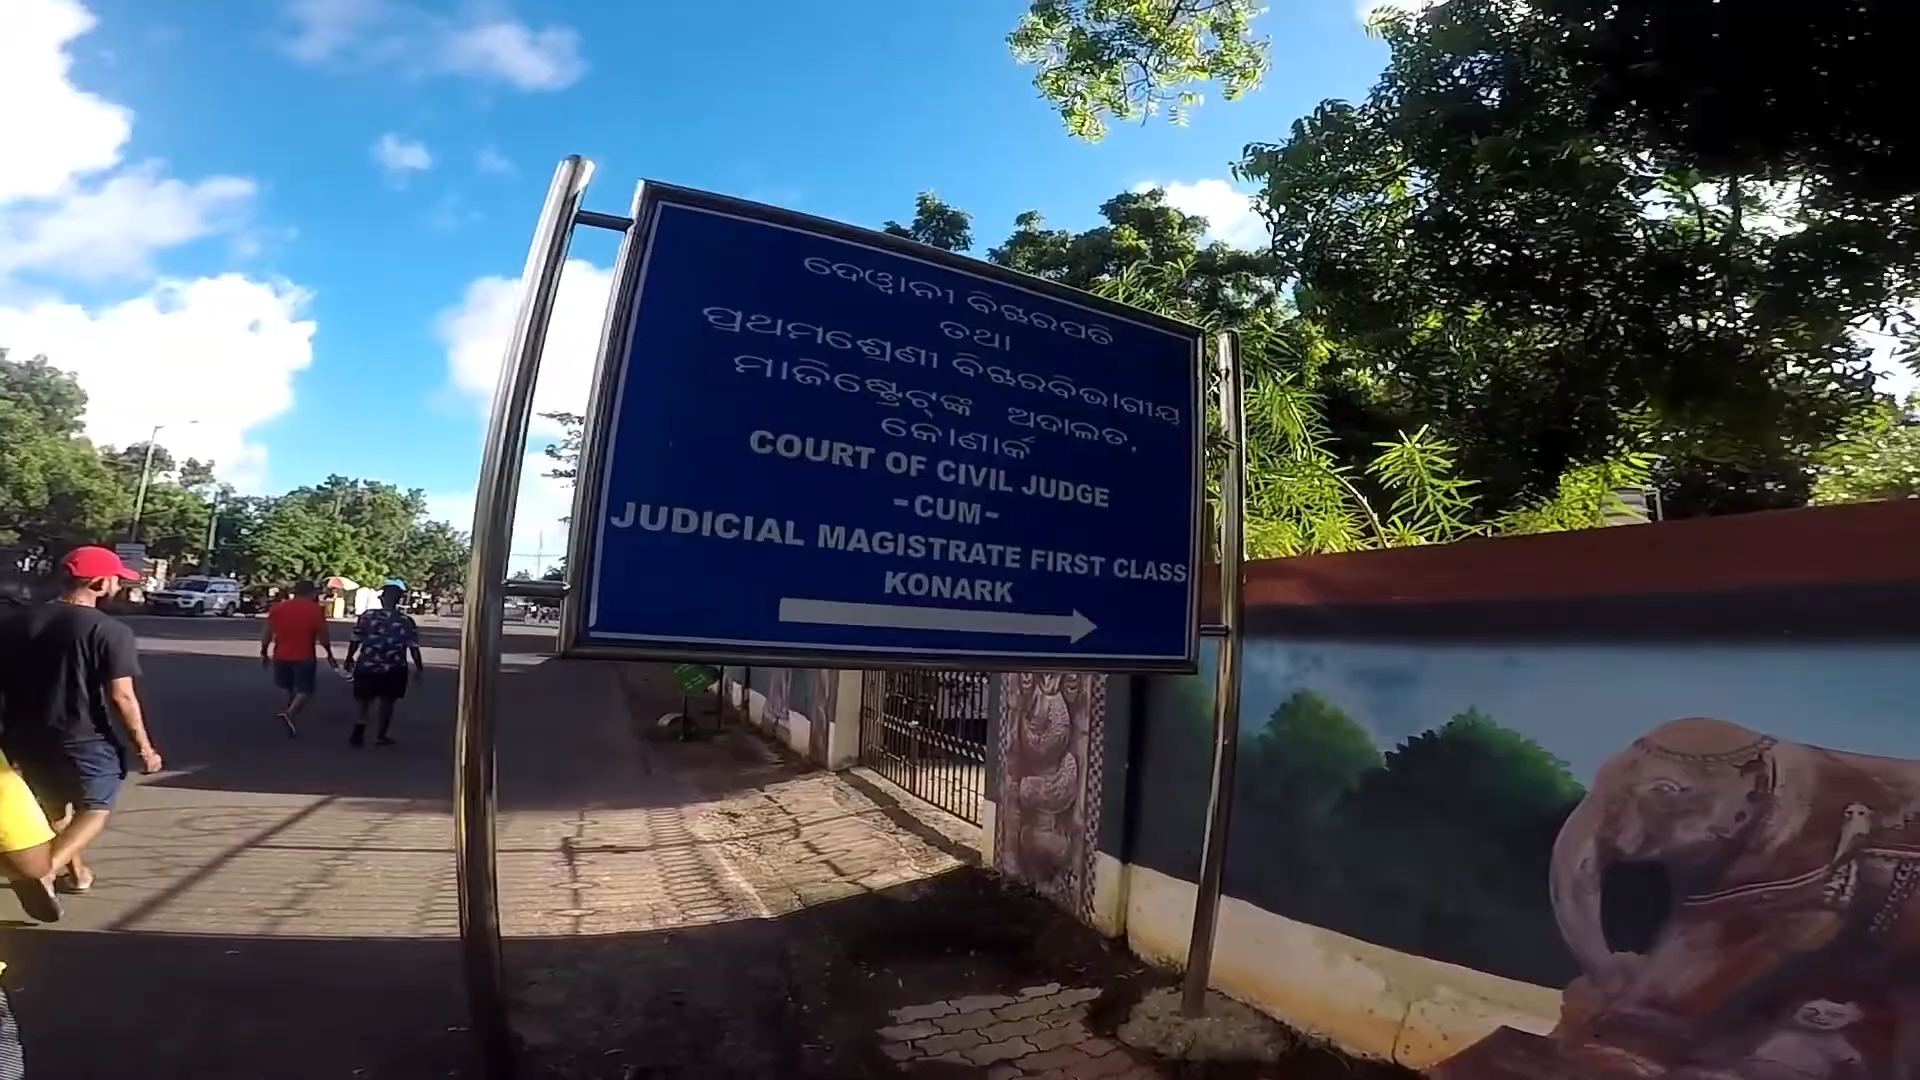 ଦେୱାନୀ ବିଚାରପତି
ତଥା
ପ୍ରଥମଶ୍ରେଣୀ ବିଚାରବିଭାଗୀୟ
ମାଜିଷ୍ଟ୍ରେଟ୍‌ଙ୍କ ଅଦାଲତ,
କୋଣାର୍କ
COURT OF CIVIL JUDGE
-CUM-
JUDICIAL MAGISTRATE FIRST CLASS
KONARK